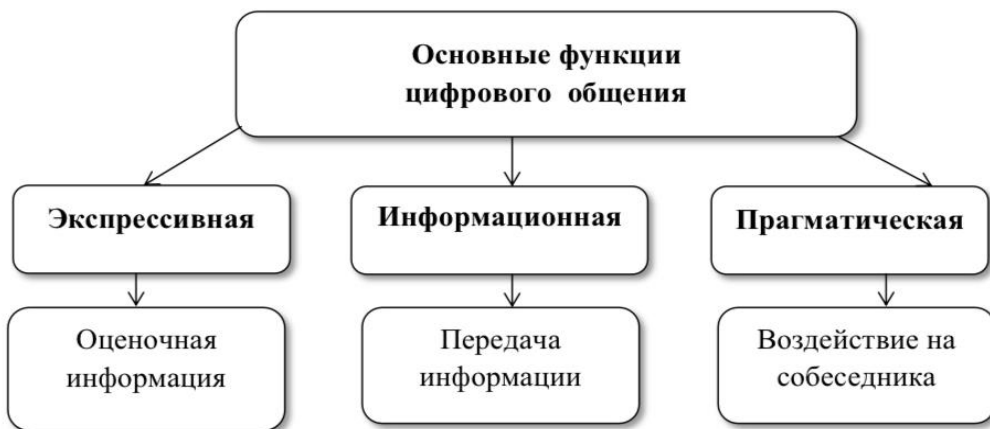 Основные функции
цифрового общения
Экспрессивная
Информационная
Прагматическая
Оценочная
информация
Передача
информации
Воздействие на
собеседника